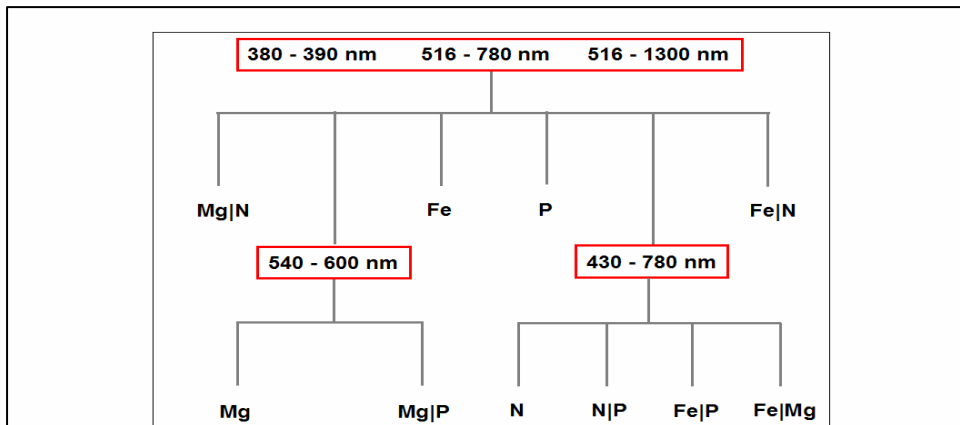 380 - 390 nm 516 - 780 nm 516 - 1300 nm
Mg|N Fe P Fe|N
540 - 600 nm 430 - 780 nm
Mg Mg|P N N|P Fe|P Fe|Mg